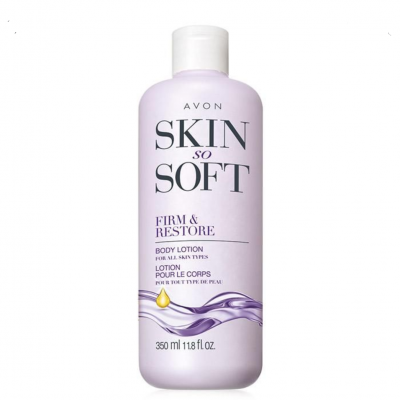 AVON
SKIN
so
SOFT
FIRM &
RESTORE
BODY LOTION
FOR ALL SKIN TYPES
LOTION
POUR LE CORPS
POUR TOUT TYPE DE PEAU
350 ml 11.8 fl. oz.